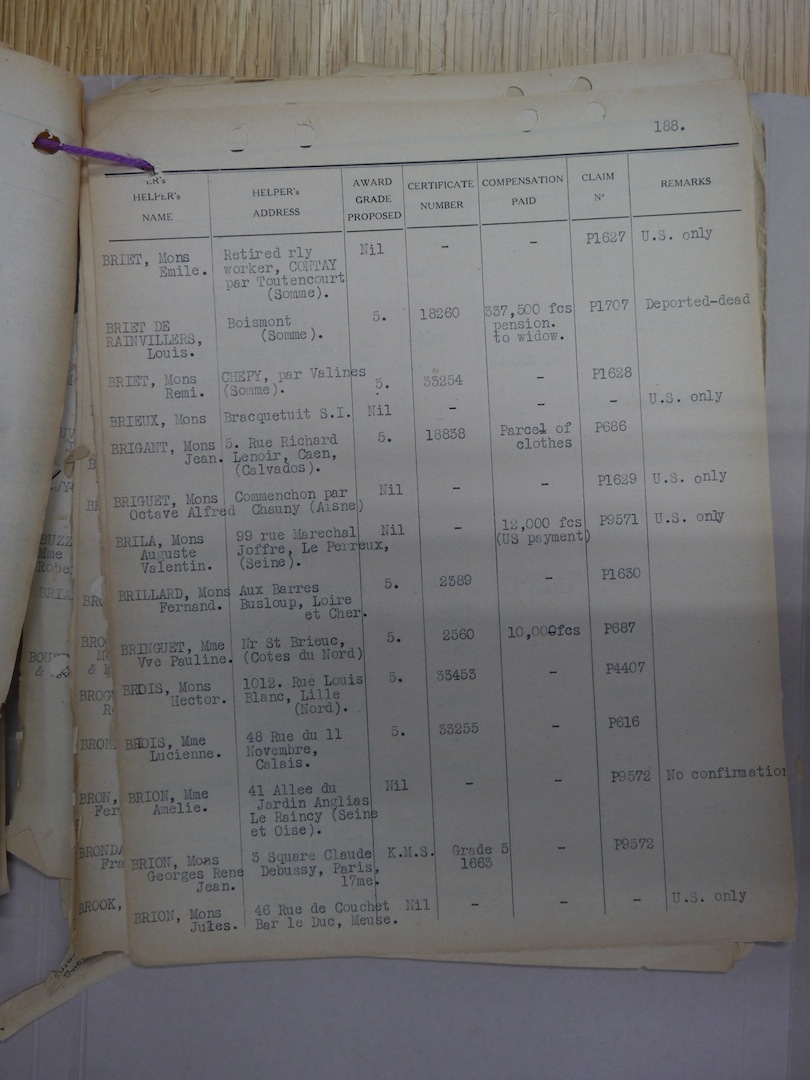 188.
HELPER's NAME | HELPER's ADDRESS | AWARD GRADE PROPOSED | CERTIFICATE NUMBER | COMPENSATION PAID | CLAIM Nº | REMARKS
BRIET, Mons | Retired rly | Nil | - | - | P1627 | U.S. only
Emile. | worker, CONTAY
par Toutencourt
(Somme).
BRIET DE | Boismont | 5. | 18260 | 337,500 fcs | P1707 | Deported-dead
RAINVILLERS, | (Somme). | pension.
Louis. | to widow.
BRIET, Mons | CHEPY, par Valines | 5. | 33254 | - | P1628
Remi. | (Somme).
BRIEUX, Mons | Bracquetuit S.I. | Nil | - | - | - | U.S. only
BRIGANT, Mons | 5. Rue Richard | 5. | 18838 | Parcel of | P686
Jean. | Lenoir, Caen, | clothes
(Calvados).
BRIGUET, Mons | Commenchon par | Nil | - | - | P1629 | U.S. only
Octave Alfred | Chauny (Aisne)
BRILA, Mons | 99 rue Marechal | Nil | - | 12,000 fcs | P9571 | U.S. only
Auguste | Joffre, Le Perreux, | (US payment)
Valentin. | (Seine).
BRILLARD, Mons | Aux Barres | 5. | 2389 | - | P1630
Fernand. | Busloup, Loire
et Cher.
BRINGUET, Mme | Nr St Brieuc, | 5. | 2560 | 10,000fcs | P687
Vve Pauline. | (Cotes du Nord)
BRDIS, Mons | 1012. Rue Louis | 5. | 33453 | - | P4407
Hector. | Blanc, Lille
(Nord).
BRDIS, Mme | 48 Rue du 11 | 5. | 33255 | - | P616
Lucienne. | Novembre,
Calais.
BRION, Mme | 41 Allee du | Nil | - | - | P9572 | No confirmation
Amelie. | Jardin Anglias
Le Raincy (Seine
et Oise).
BRION, Mons | 3 Square Claude | K.M.S. | Grade 5 | - | P9572
Georges Rene | Debussy, Paris, | 1663
Jean. | 17me.
BRION, Mons | 46 Rue de Couchet | Nil | - | - | - | U.S. only
Jules. | Bar le Duc, Meuse.